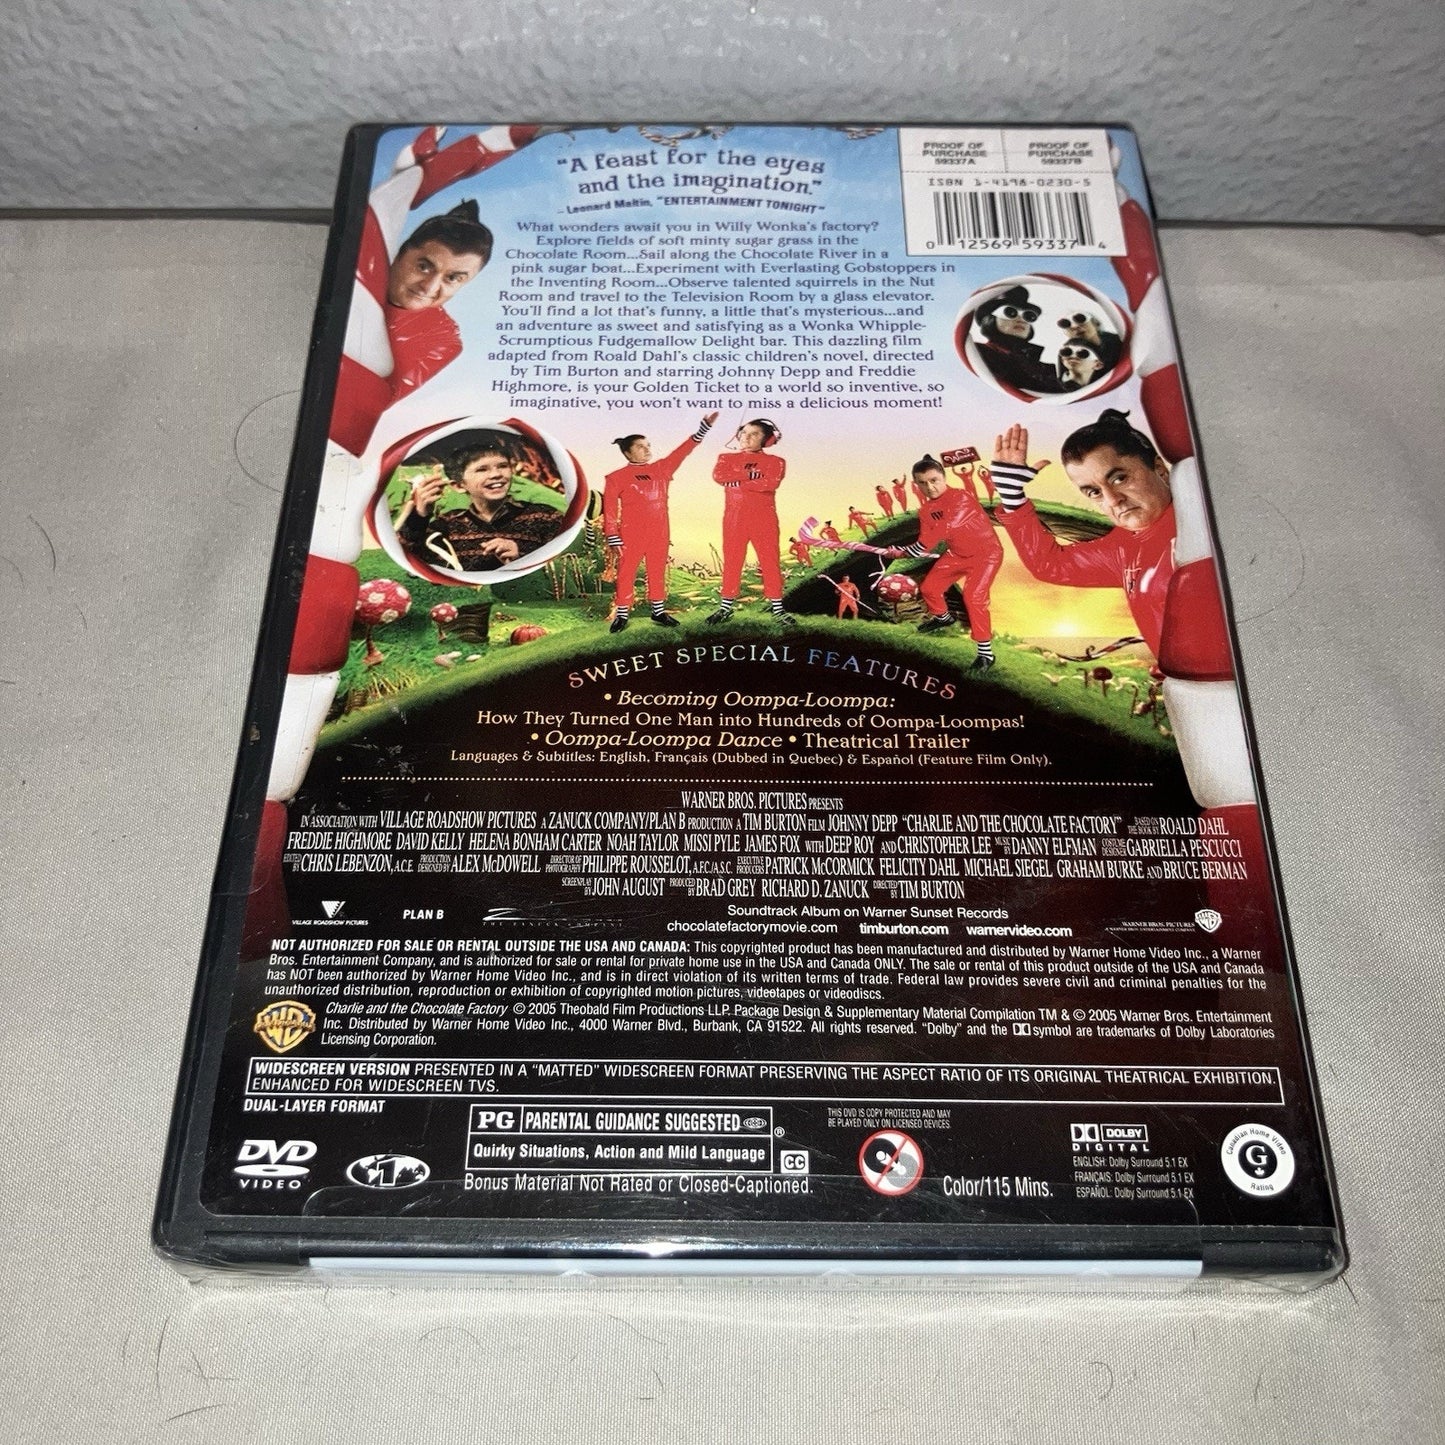 "A feast for the eyes
and the imagination."
– Leonard Maltin, "ENTERTAINMENT TONIGHT"
PROOF OF PURCHASE 59337A
PROOF OF PURCHASE 59337B
ISBN 1-4198-0230-5
0 12569 59337 4
What wonders await you in Willy Wonka's factory?
Explore fields of soft minty sugar grass in the
Chocolate Room...Sail along the Chocolate River in a
pink sugar boat...Experiment with Everlasting Gobstoppers in
the Inventing Room...Observe talented squirrels in the Nut
Room and travel to the Television Room by a glass elevator.
You'll find a lot that's funny, a little that's mysterious...and
an adventure as sweet and satisfying as a Wonka Whipple-
Scrumptious Fudgemallow Delight bar. This dazzling film
adapted from Roald Dahl's classic children's novel, directed
by Tim Burton and starring Johnny Depp and Freddie
Highmore, is your Golden Ticket to a world so inventive, so
imaginative, you won't want to miss a delicious moment!
SWEET SPECIAL FEATURES
• Becoming Oompa-Loompa:
How They Turned One Man into Hundreds of Oompa-Loompas!
• Oompa-Loompa Dance • Theatrical Trailer
Languages & Subtitles: English, Français (Dubbed in Quebec) & Español (Feature Film Only).
WARNER BROS. PICTURES PRESENTS
IN ASSOCIATION WITH VILLAGE ROADSHOW PICTURES A ZANUCK COMPANY/PLAN B PRODUCTION A TIM BURTON FILM JOHNNY DEPP "CHARLIE AND THE CHOCOLATE FACTORY" BASED ON THE BOOK BY ROALD DAHL
FREDDIE HIGHMORE DAVID KELLY HELENA BONHAM CARTER NOAH TAYLOR MISSI PYLE JAMES FOX WITH DEEP ROY AND CHRISTOPHER LEE MUSIC BY DANNY ELFMAN COSTUME DESIGNER GABRIELLA PESCUCCI
EDITED BY CHRIS LEBENZON, A.C.E. PRODUCTION DESIGNED BY ALEX McDOWELL DIRECTOR OF PHOTOGRAPHY PHILIPPE ROUSSELOT, A.F.C./A.S.C. EXECUTIVE PRODUCERS PATRICK McCORMICK FELICITY DAHL MICHAEL SIEGEL GRAHAM BURKE AND BRUCE BERMAN
SCREENPLAY BY JOHN AUGUST PRODUCED BY BRAD GREY RICHARD D. ZANUCK DIRECTED BY TIM BURTON
VILLAGE ROADSHOW PICTURES PLAN B THE ZANUCK COMPANY
Soundtrack Album on Warner Sunset Records
chocolatefactorymovie.com timburton.com warnervideo.com
WARNER BROS. PICTURES
NOT AUTHORIZED FOR SALE OR RENTAL OUTSIDE THE USA AND CANADA: This copyrighted product has been manufactured and distributed by Warner Home Video Inc., a Warner
Bros. Entertainment Company, and is authorized for sale or rental for private home use in the USA and Canada ONLY. The sale or rental of this product outside of the USA and Canada
has NOT been authorized by Warner Home Video Inc., and is in direct violation of its written terms of trade. Federal law provides severe civil and criminal penalties for the
unauthorized distribution, reproduction or exhibition of copyrighted motion pictures, videotapes or videodiscs.
Charlie and the Chocolate Factory © 2005 Theobald Film Productions LLP. Package Design & Supplementary Material Compilation TM & © 2005 Warner Bros. Entertainment
Inc. Distributed by Warner Home Video Inc., 4000 Warner Blvd., Burbank, CA 91522. All rights reserved. "Dolby" and the symbol are trademarks of Dolby Laboratories
Licensing Corporation.
WIDESCREEN VERSION PRESENTED IN A "MATTED" WIDESCREEN FORMAT PRESERVING THE ASPECT RATIO OF ITS ORIGINAL THEATRICAL EXHIBITION.
ENHANCED FOR WIDESCREEN TVS.
DUAL-LAYER FORMAT
DVD
VIDEO
1
PG PARENTAL GUIDANCE SUGGESTED ®
Quirky Situations, Action and Mild Language
CC
Bonus Material Not Rated or Closed-Captioned.
THIS DVD IS COPY PROTECTED AND MAY
BE PLAYED ONLY ON LICENSED DEVICES
Color/115 Mins.
DOLBY
DIGITAL
ENGLISH: Dolby Surround 5.1 EX
FRANÇAIS: Dolby Surround 5.1 EX
ESPAÑOL: Dolby Surround 5.1 EX
Canadian Home Video
G
Rating